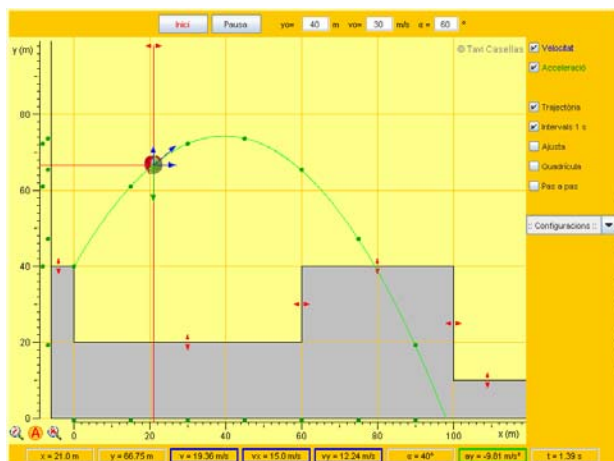 Inici Pausa yo= 40 m vo= 30 m/s α = 60 º
y (m)
© Tavi Casellas
Velocitat
Acceleració
Trajectòria
Intervals 1 s
Ajusta
Quadrícula
Pas a pas
:: Configuracions ::
80
60
40
20
0
0 20 40 60 80 100
x (m)
A
x = 21.0 m y = 66.75 m v = 19.36 m/s vx = 15.0 m/s vy = 12.24 m/s α = 40° ay = -9.81 m/s² t = 1.39 s